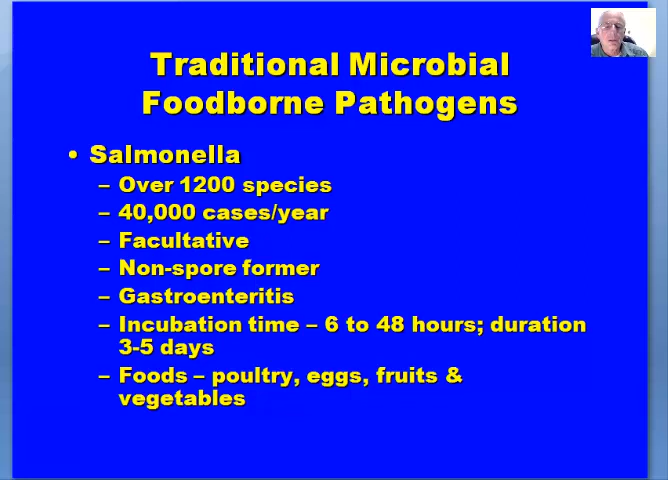 Traditional Microbial
Foodborne Pathogens
• Salmonella
– Over 1200 species
– 40,000 cases/year
– Facultative
– Non-spore former
– Gastroenteritis
– Incubation time – 6 to 48 hours; duration
3-5 days
– Foods – poultry, eggs, fruits &
vegetables